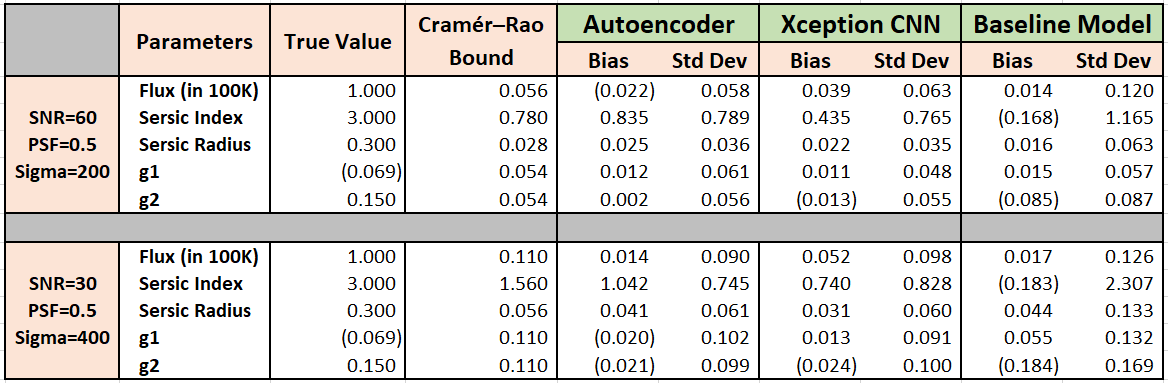 Parameters True Value Cramér–Rao Bound Autoencoder Xception CNN Baseline Model
Bias Std Dev Bias Std Dev Bias Std Dev
SNR=60
PSF=0.5
Sigma=200
Flux (in 100K) 1.000 0.056 (0.022) 0.058 0.039 0.063 0.014 0.120
Sersic Index 3.000 0.780 0.835 0.789 0.435 0.765 (0.168) 1.165
Sersic Radius 0.300 0.028 0.025 0.036 0.022 0.035 0.016 0.063
g1 (0.069) 0.054 0.012 0.061 0.011 0.048 0.015 0.057
g2 0.150 0.054 0.002 0.056 (0.013) 0.055 (0.085) 0.087
SNR=30
PSF=0.5
Sigma=400
Flux (in 100K) 1.000 0.110 0.014 0.090 0.052 0.098 0.017 0.126
Sersic Index 3.000 1.560 1.042 0.745 0.740 0.828 (0.183) 2.307
Sersic Radius 0.300 0.056 0.041 0.061 0.031 0.060 0.044 0.133
g1 (0.069) 0.110 (0.020) 0.102 0.013 0.091 0.055 0.132
g2 0.150 0.110 (0.021) 0.099 (0.024) 0.100 (0.184) 0.169